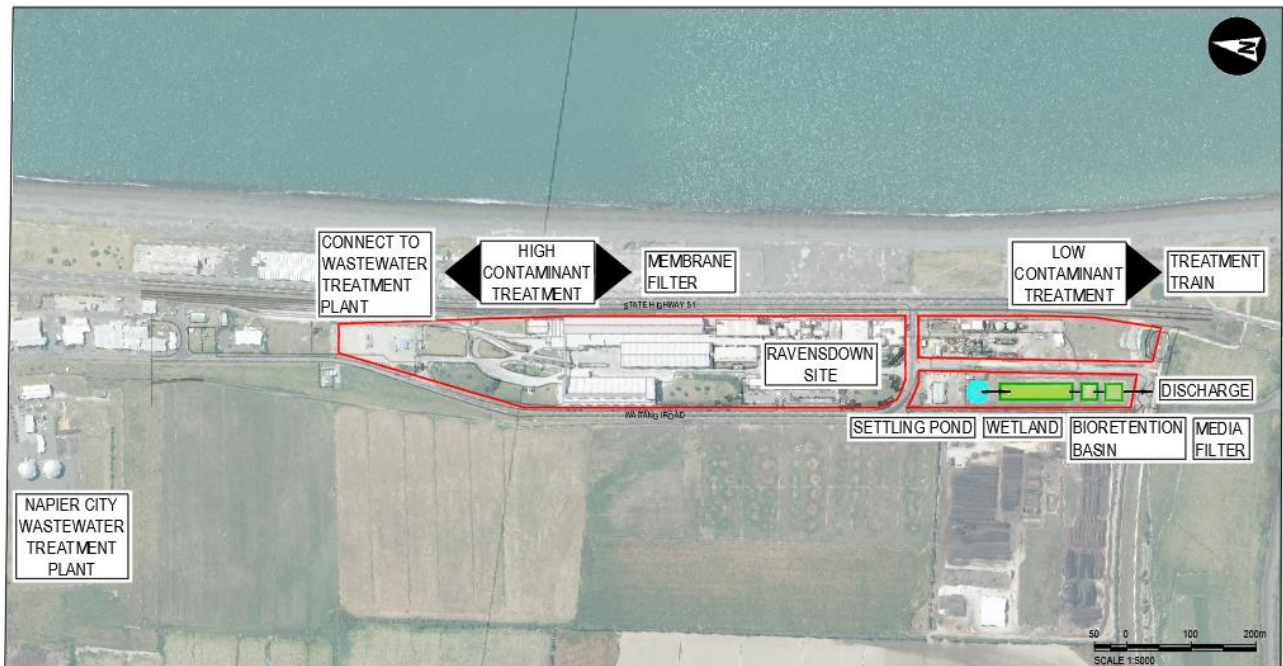 N
CONNECT TO
WASTEWATER
TREATMENT
PLANT
HIGH
CONTAMINANT
TREATMENT
MEMBRANE
FILTER
LOW
CONTAMINANT
TREATMENT
TREATMENT
TRAIN
STATE HIGHWAY 51
RAVENSDOWN
SITE
WAITANGI ROAD
DISCHARGE
SETTLING POND
WETLAND
BIORETENTION
BASIN
MEDIA
FILTER
NAPIER CITY
WASTEWATER
TREATMENT
PLANT
50 0 100 200m
SCALE 1:5000